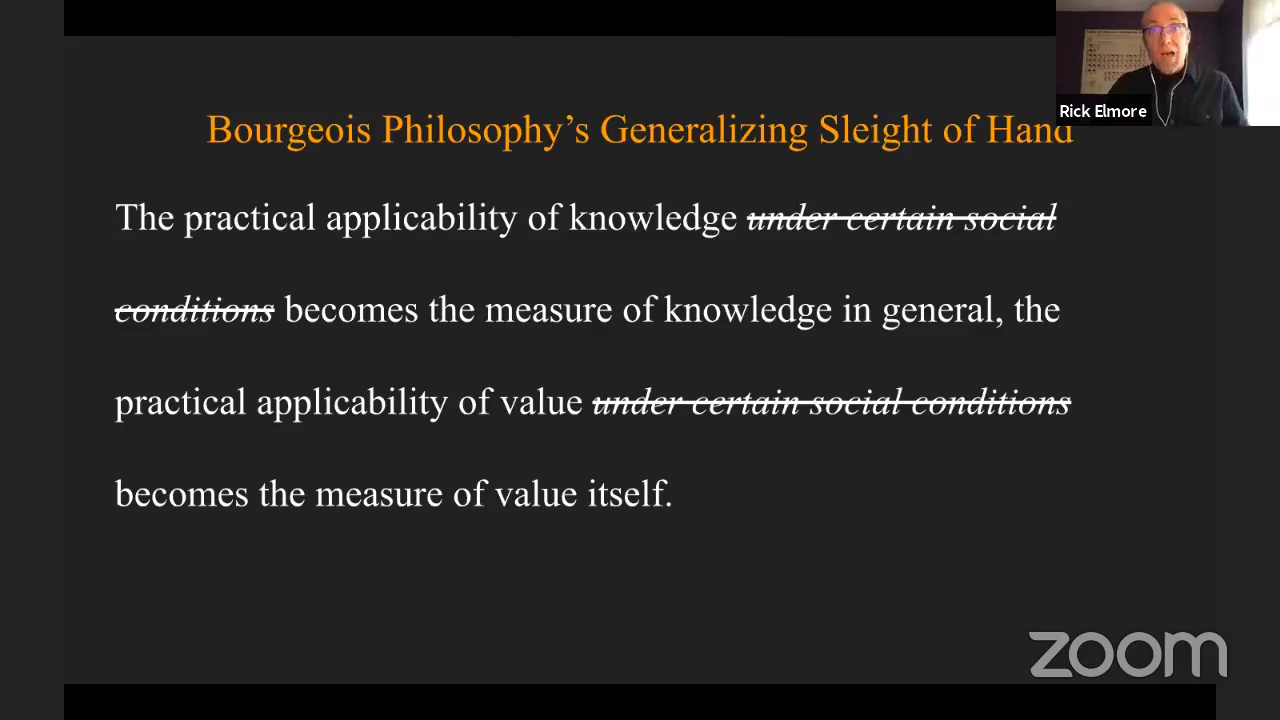 Rick Elmore
Bourgeois Philosophy’s Generalizing Sleight of Hand
The practical applicability of knowledge under certain social
conditions becomes the measure of knowledge in general, the
practical applicability of value under certain social conditions
becomes the measure of value itself.
zoom